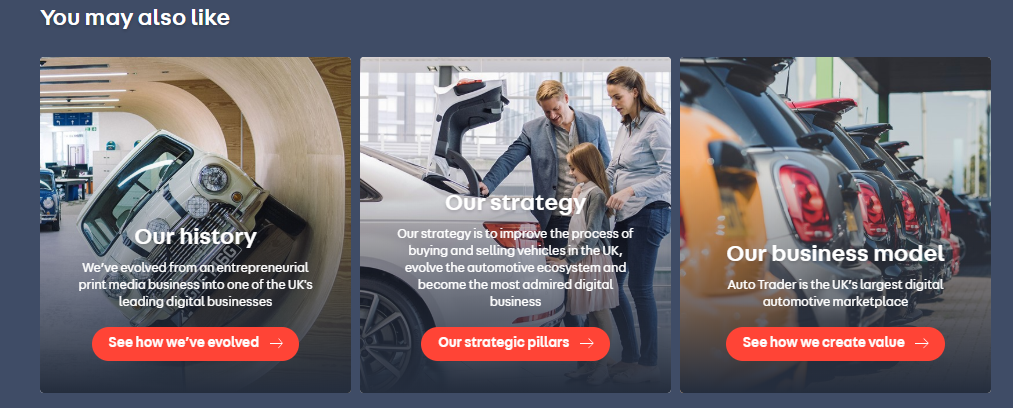 You may also like
Our history
We've evolved from an entrepreneurial
print media business into one of the UK's
leading digital businesses
See how we've evolved
Our strategy
Our strategy is to improve the process of
buying and selling vehicles in the UK,
evolve the automotive ecosystem and
become the most admired digital
business
Our strategic pillars
Our business model
Auto Trader is the UK's largest digital
automotive marketplace
See how we create value